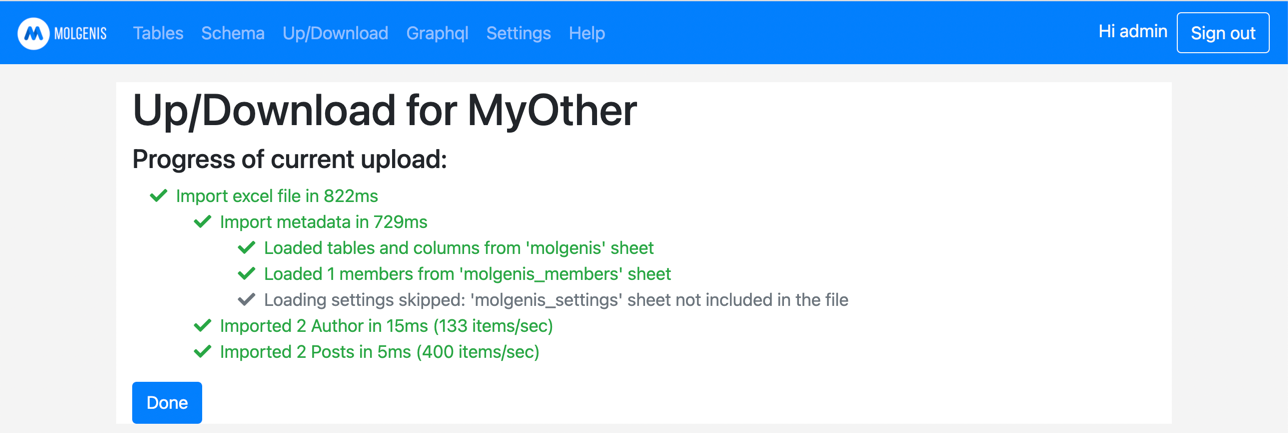 MOLGENIS Tables Schema Up/Download Graphql Settings Help Hi admin Sign out
Up/Download for MyOther
Progress of current upload:
Import excel file in 822ms
Import metadata in 729ms
Loaded tables and columns from 'molgenis' sheet
Loaded 1 members from 'molgenis_members' sheet
Loading settings skipped: 'molgenis_settings' sheet not included in the file
Imported 2 Author in 15ms (133 items/sec)
Imported 2 Posts in 5ms (400 items/sec)
Done